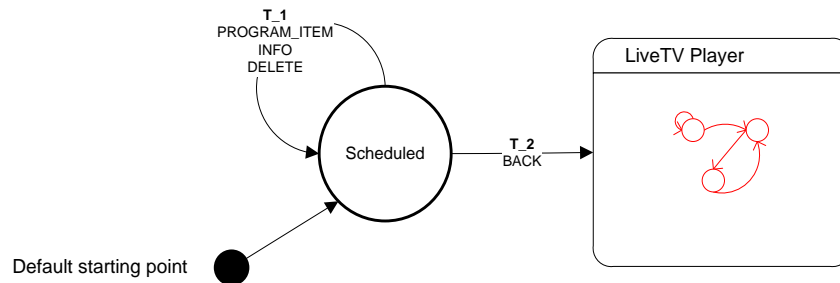 T_1
PROGRAM_ITEM
INFO
DELETE
LiveTV Player
Scheduled
T_2
BACK
Default starting point